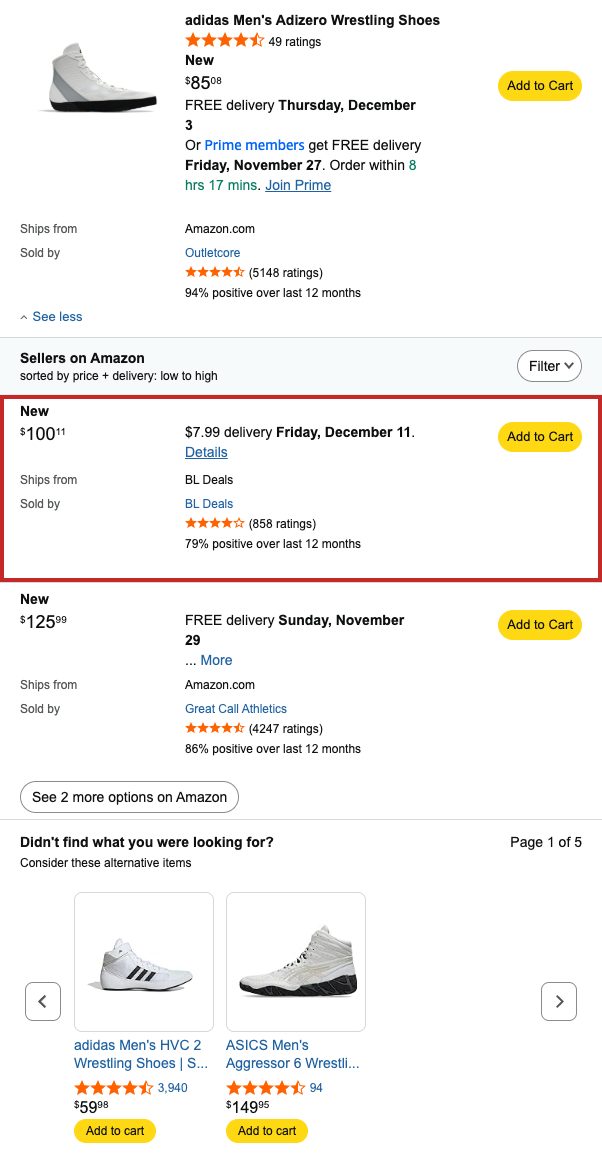 adidas Men's Adizero Wrestling Shoes
49 ratings
New
$8508
Add to Cart
FREE delivery Thursday, December
3
Or Prime members get FREE delivery
Friday, November 27. Order within 8
hrs 17 mins. Join Prime
Ships from Amazon.com
Sold by Outletcore
(5148 ratings)
94% positive over last 12 months
See less
Sellers on Amazon
sorted by price + delivery: low to high
Filter
New
$10011 $7.99 delivery Friday, December 11. Add to Cart
Details
Ships from BL Deals
Sold by BL Deals
(858 ratings)
79% positive over last 12 months
New
$12599 FREE delivery Sunday, November Add to Cart
29
... More
Ships from Amazon.com
Sold by Great Call Athletics
(4247 ratings)
86% positive over last 12 months
See 2 more options on Amazon
Didn't find what you were looking for? Page 1 of 5
Consider these alternative items
adidas Men's HVC 2
Wrestling Shoes | S...
3,940
$5998
Add to cart
ASICS Men's
Aggressor 6 Wrestli...
94
$14995
Add to cart